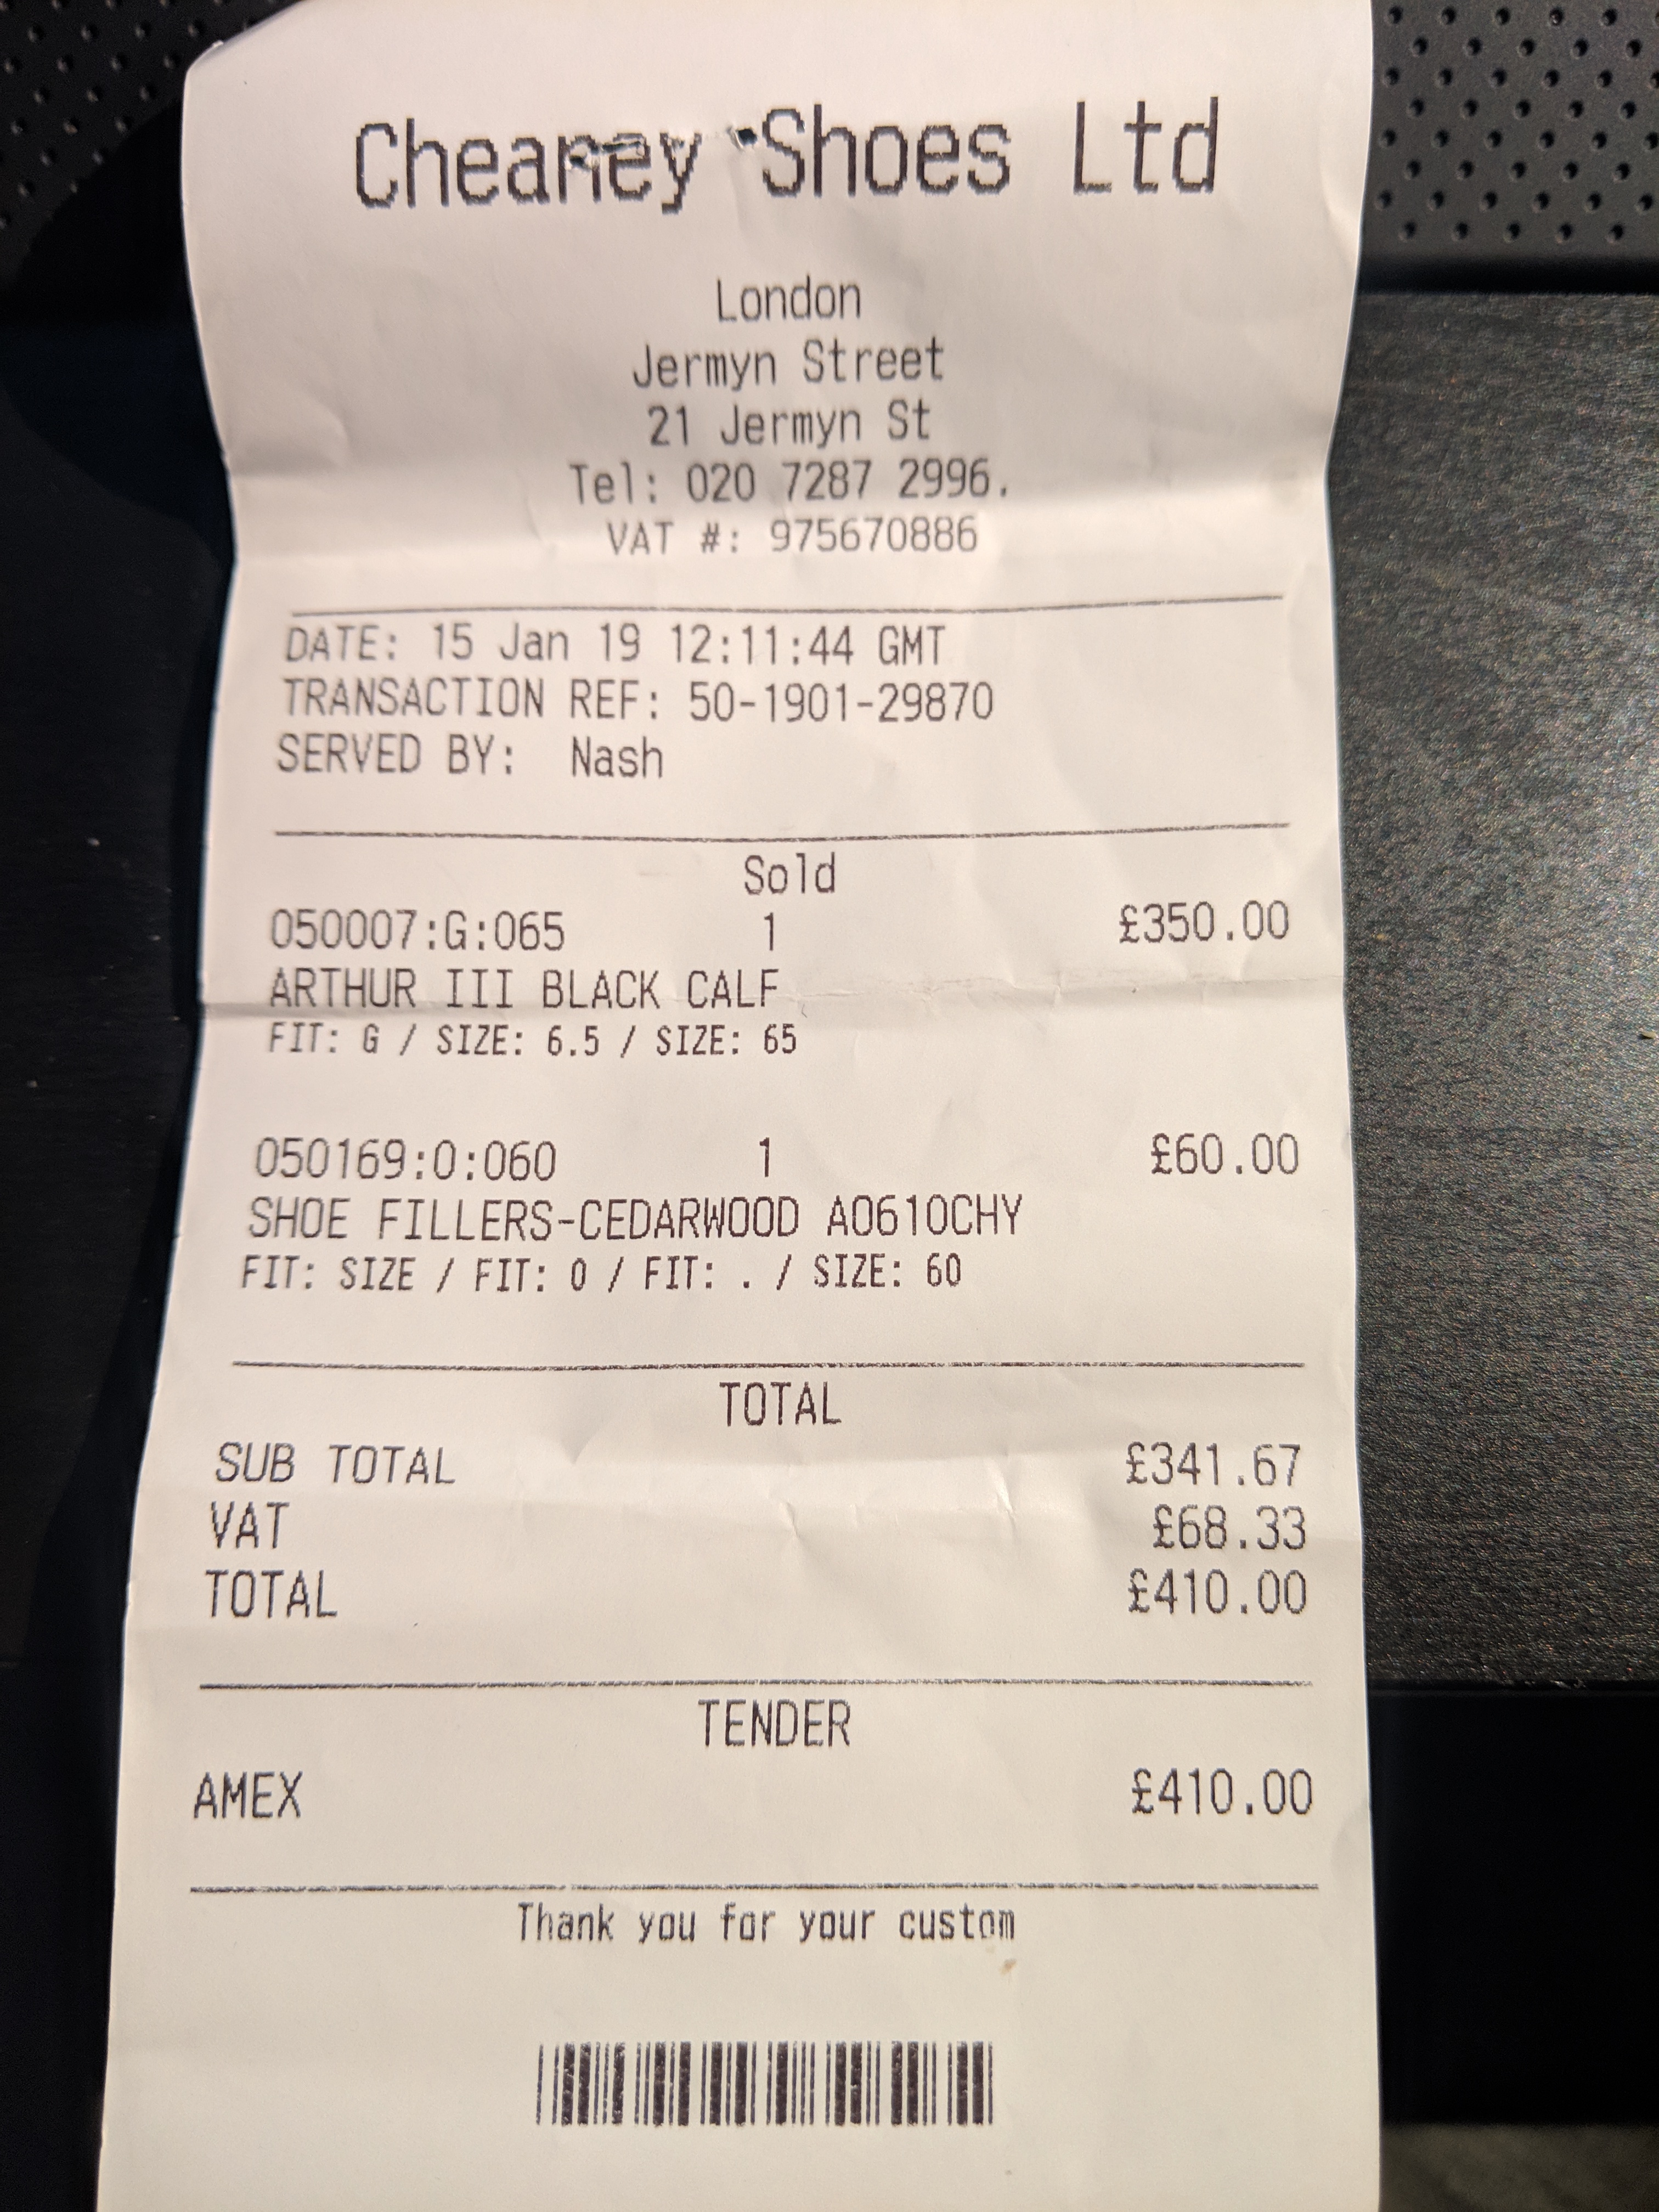 Cheaney Shoes Ltd
London
Jermyn Street
21 Jermyn St
Tel: 020 7287 2996.
VAT #: 975670886
DATE: 15 Jan 19 12:11:44 GMT
TRANSACTION REF: 50-1901-29870
SERVED BY: Nash
Sold
050007:G:065 1 £350.00
ARTHUR III BLACK CALF
FIT: G / SIZE: 6.5 / SIZE: 65
050169:0:060 1 £60.00
SHOE FILLERS-CEDARWOOD A0610CHY
FIT: SIZE / FIT: 0 / FIT: . / SIZE: 60
TOTAL
SUB TOTAL £341.67
VAT £68.33
TOTAL £410.00
TENDER
AMEX £410.00
Thank you for your custom